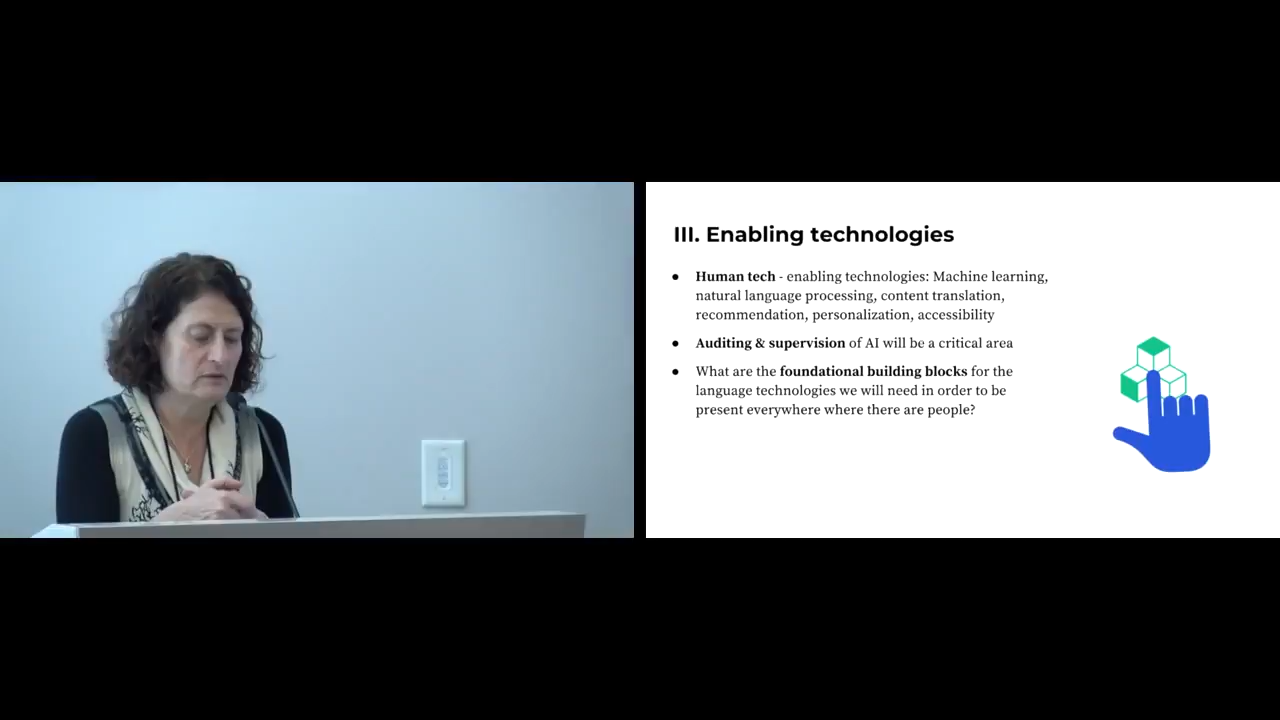 III. Enabling technologies
● Human tech - enabling technologies: Machine learning,
natural language processing, content translation,
recommendation, personalization, accessibility
● Auditing & supervision of AI will be a critical area
● What are the foundational building blocks for the
language technologies we will need in order to be
present everywhere where there are people?